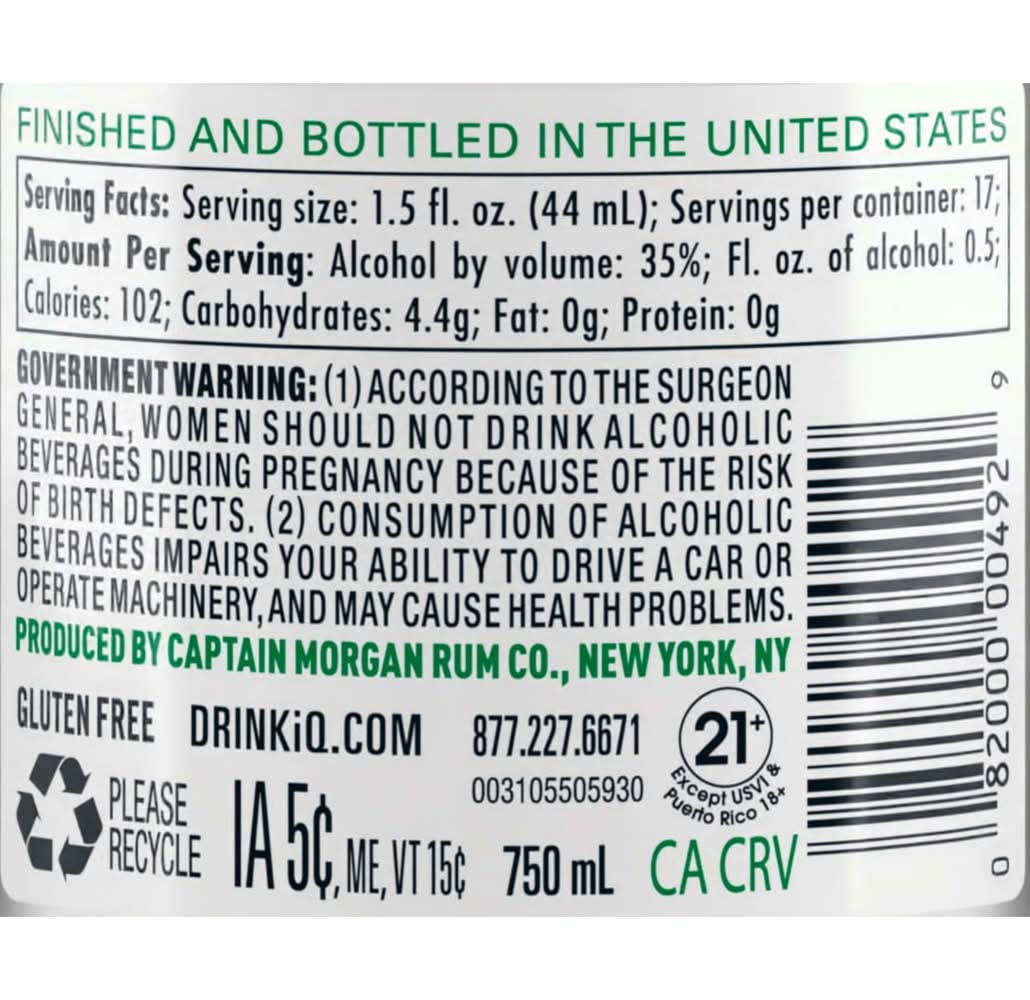 FINISHED AND BOTTLED IN THE UNITED STATES
Serving Facts: Serving size: 1.5 fl. oz. (44 mL); Servings per container: 17;
Amount Per Serving: Alcohol by volume: 35%; Fl. oz. of alcohol: 0.5;
Calories: 102; Carbohydrates: 4.4g; Fat: 0g; Protein: 0g
GOVERNMENT WARNING: (1) ACCORDING TO THE SURGEON
GENERAL, WOMEN SHOULD NOT DRINK ALCOHOLIC
BEVERAGES DURING PREGNANCY BECAUSE OF THE RISK
OF BIRTH DEFECTS. (2) CONSUMPTION OF ALCOHOLIC
BEVERAGES IMPAIRS YOUR ABILITY TO DRIVE A CAR OR
OPERATE MACHINERY, AND MAY CAUSE HEALTH PROBLEMS.
PRODUCED BY CAPTAIN MORGAN RUM CO., NEW YORK, NY
GLUTEN FREE DRINKiQ.COM 877.227.6671
003105505930
21+
Except USVI &
Puerto Rico 18+
PLEASE
RECYCLE
IA 5¢, ME, VT 15¢ 750 mL CA CRV
0 82000 00492 9